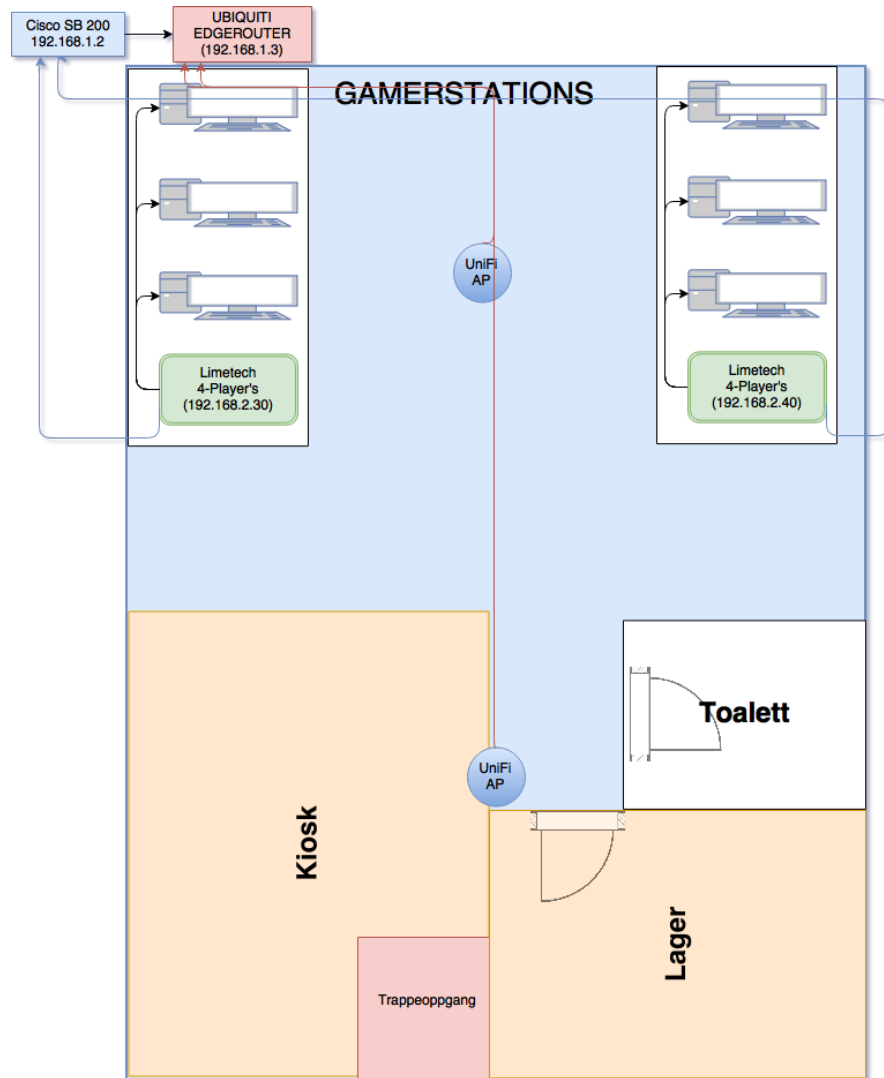 Cisco SB 200
192.168.1.2
UBIQUITI
EDGEROUTER
(192.168.1.3)
GAMERSTATIONS
UniFi
AP
Limetech
4-Player's
(192.168.2.30)
Limetech
4-Player's
(192.168.2.40)
Toalett
UniFi
AP
Kiosk
Lager
Trappeoppgang